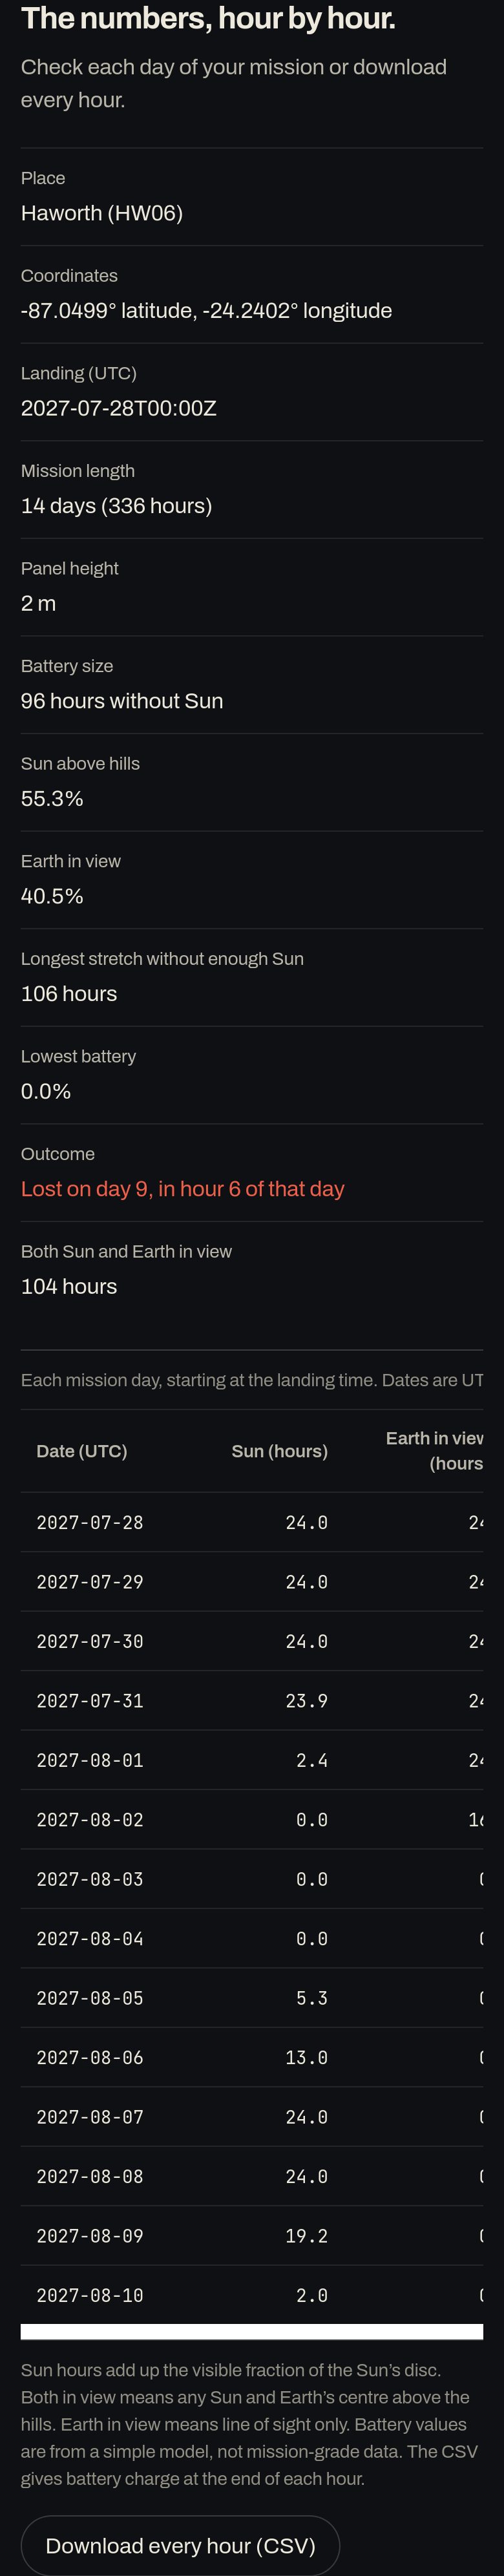 The numbers, hour by hour.
Check each day of your mission or download
every hour.
Place
Haworth (HW06)
Coordinates
-87.0499° latitude, -24.2402° longitude
Landing (UTC)
2027-07-28T00:00Z
Mission length
14 days (336 hours)
Panel height
2 m
Battery size
96 hours without Sun
Sun above hills
55.3%
Earth in view
40.5%
Longest stretch without enough Sun
106 hours
Lowest battery
0.0%
Outcome
Lost on day 9, in hour 6 of that day
Both Sun and Earth in view
104 hours
Each mission day, starting at the landing time. Dates are
Date (UTC) Sun (hours) Earth in view
(hours
2027-07-28 24.0
2027-07-29 24.0
2027-07-30 24.0
2027-07-31 23.9
2027-08-01 2.4
2027-08-02 0.0
2027-08-03 0.0
2027-08-04 0.0
2027-08-05 5.3
2027-08-06 13.0
2027-08-07 24.0
2027-08-08 24.0
2027-08-09 19.2
2027-08-10 2.0
Sun hours add up the visible fraction of the Sun’s disc.
Both in view means any Sun and Earth’s centre above the
hills. Earth in view means line of sight only. Battery values
are from a simple model, not mission-grade data. The CSV
gives battery charge at the end of each hour.
Download every hour (CSV)